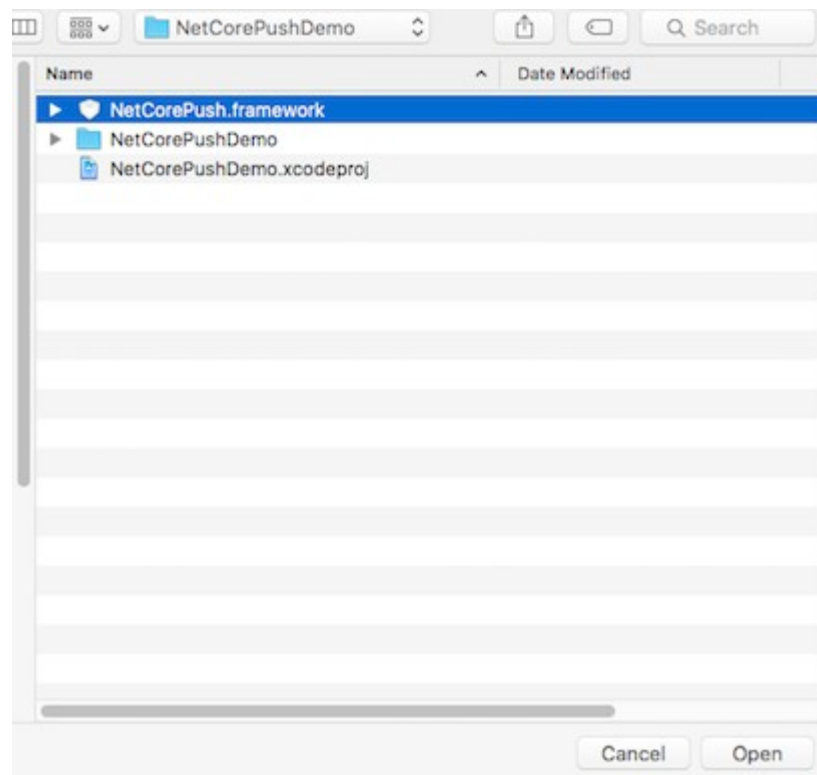 NetCorePushDemo Search
Name Date Modified
NetCorePush.framework
NetCorePushDemo
NetCorePushDemo.xcodeproj
Cancel Open